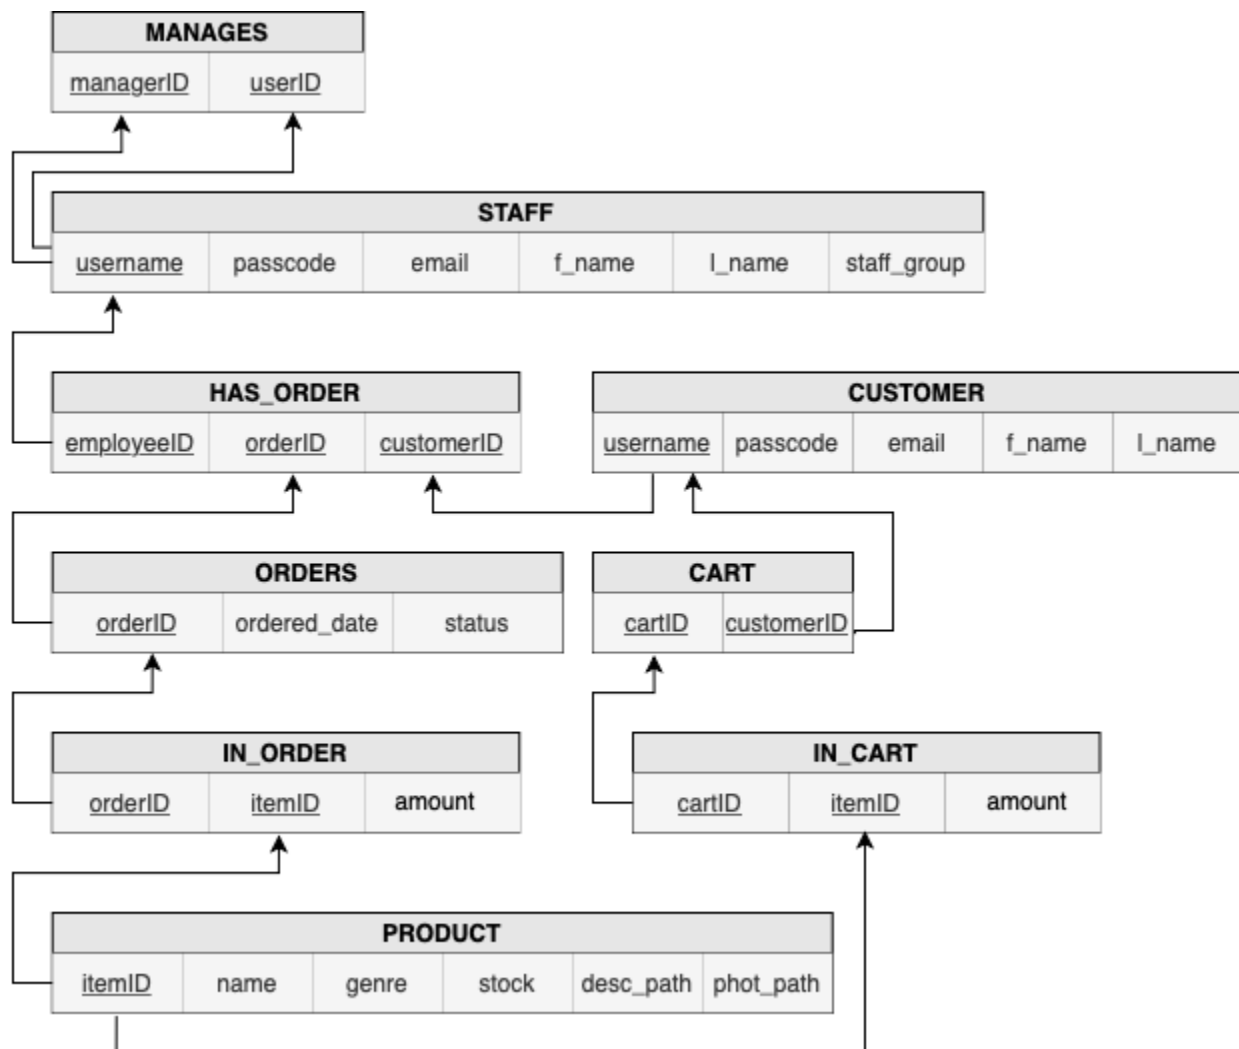 MANAGES
managerID userID
STAFF
username passcode email f_name l_name staff_group
HAS_ORDER
employeeID orderID customerID
CUSTOMER
username passcode email f_name l_name
ORDERS
orderID ordered_date status
CART
cartID customerID
IN_ORDER
orderID itemID amount
IN_CART
cartID itemID amount
PRODUCT
itemID name genre stock desc_path phot_path